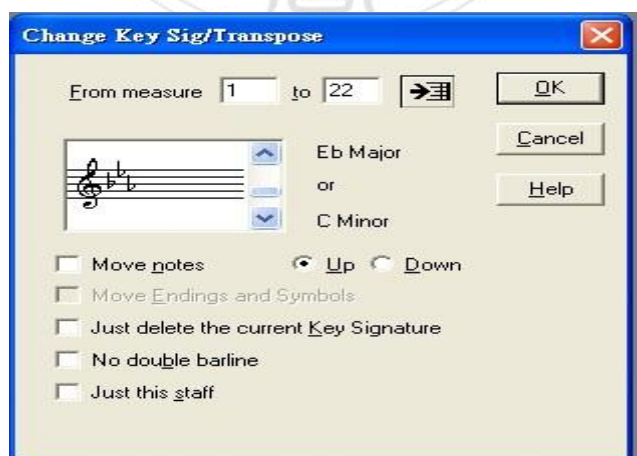 Change Key Sig/Transpose
From measure 1 to 22
OK
Eb Major
or
C Minor
Cancel
Help
Move notes
Up Down
Move Endings and Symbols
Just delete the current Key Signature
No double barline
Just this staff